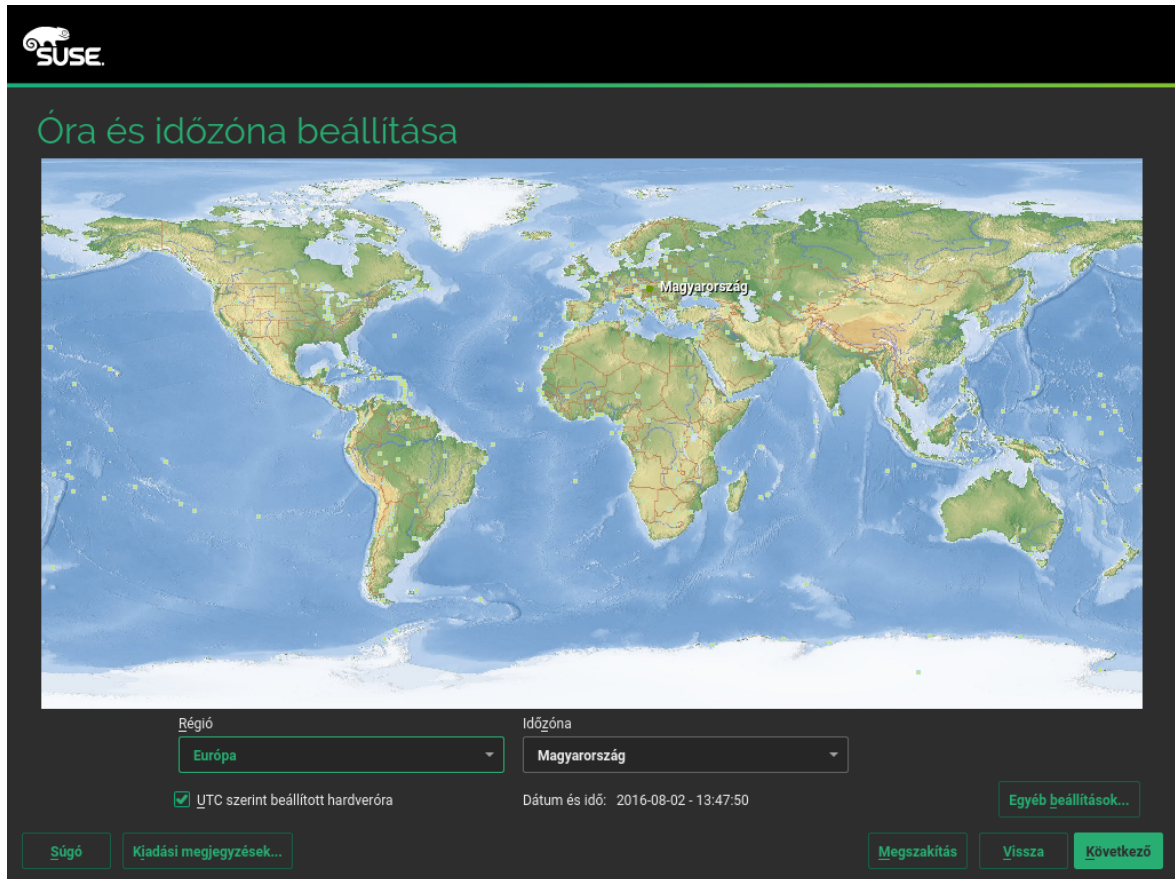 SUSE.
Óra és időzóna beállítása
Magyarország
Régió
Időzóna
Európa
Magyarország
UTC szerint beállított hardveróra
Dátum és idő: 2016-08-02 - 13:47:50
Egyéb beállítások...
Súgó
Kiadási megjegyzések...
Megszakítás
Vissza
Következő